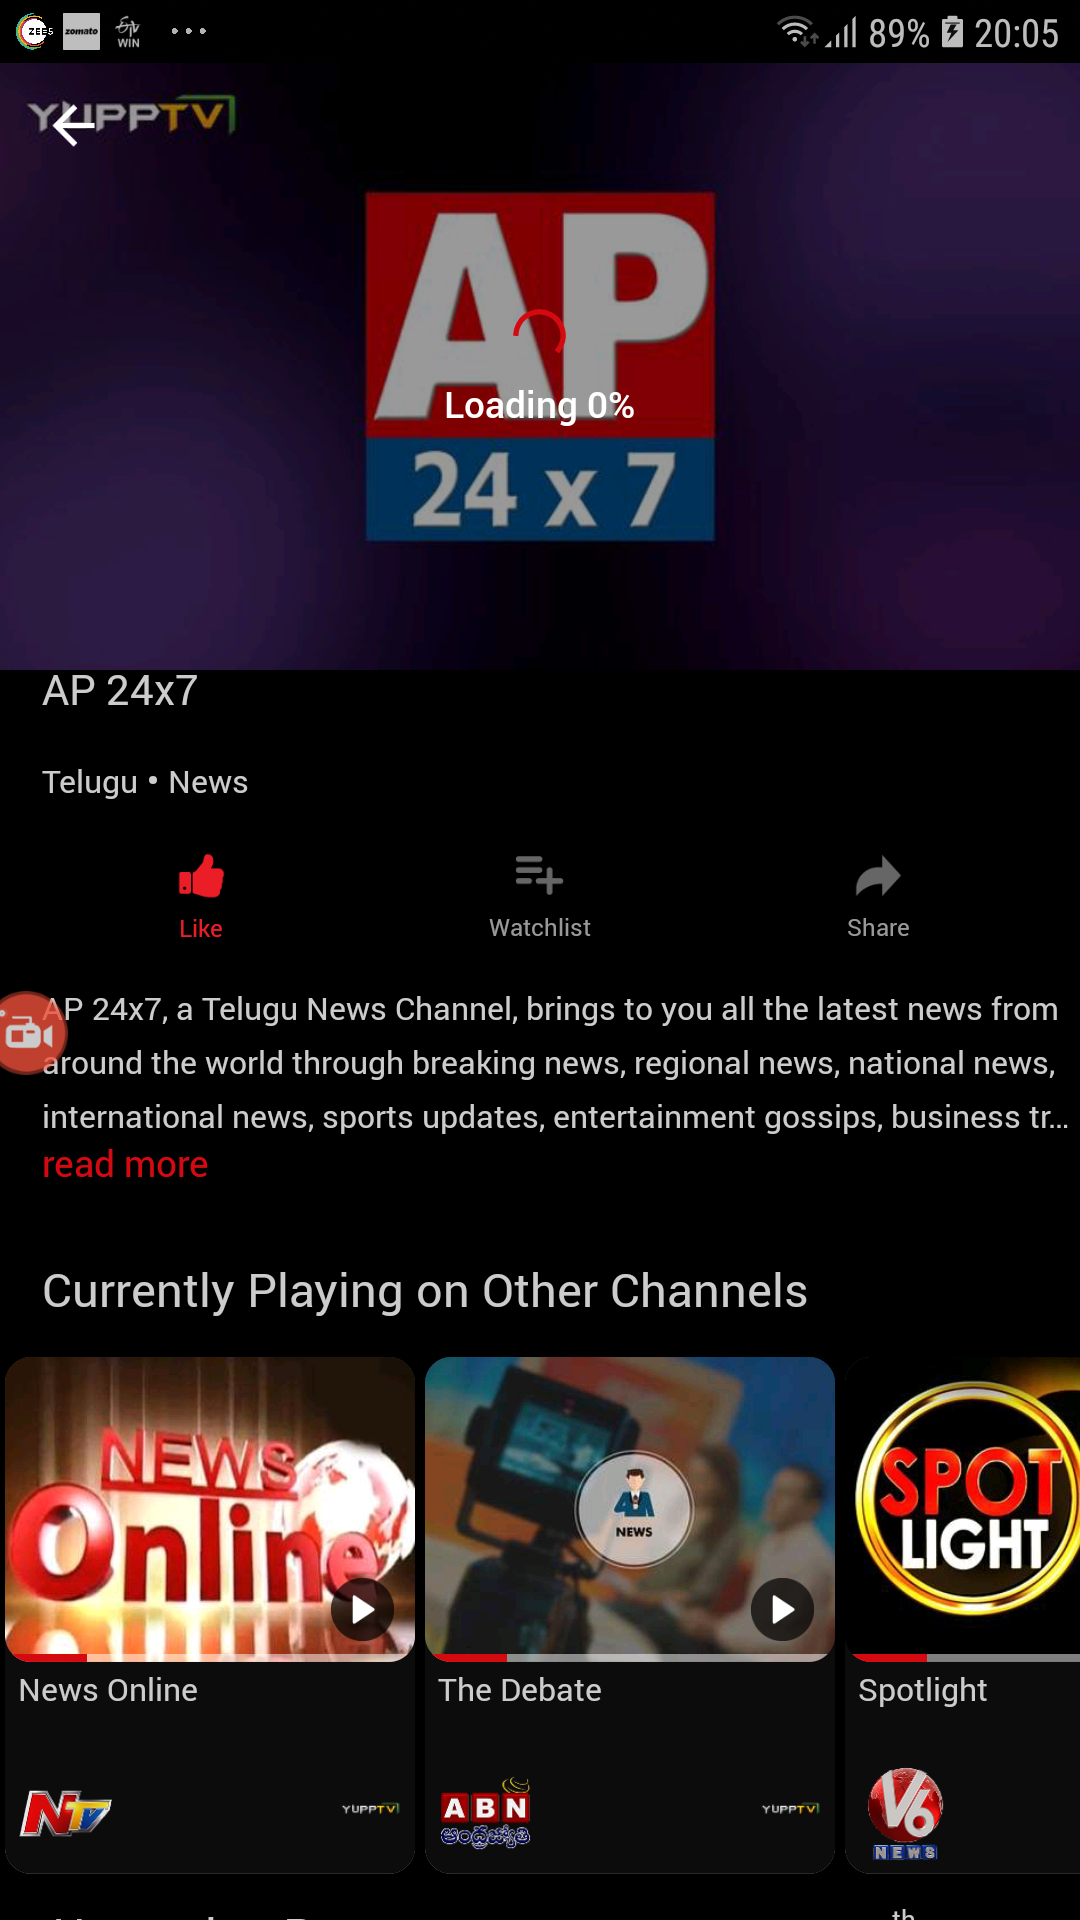 ZEE5 zomato WIN 89% 20:05
YUPPTV
AP
Loading 0%
24 x 7
AP 24x7
Telugu • News
Like Watchlist Share
AP 24x7, a Telugu News Channel, brings to you all the latest news from
around the world through breaking news, regional news, national news,
international news, sports updates, entertainment gossips, business tr...
read more
Currently Playing on Other Channels
NEWS
Online
NEWS
SPOT
LIGHT
News Online The Debate Spotlight
NTV YUPPTV ABN
ఆంధ్రజ్యోతి
YUPPTV V6
NEWS